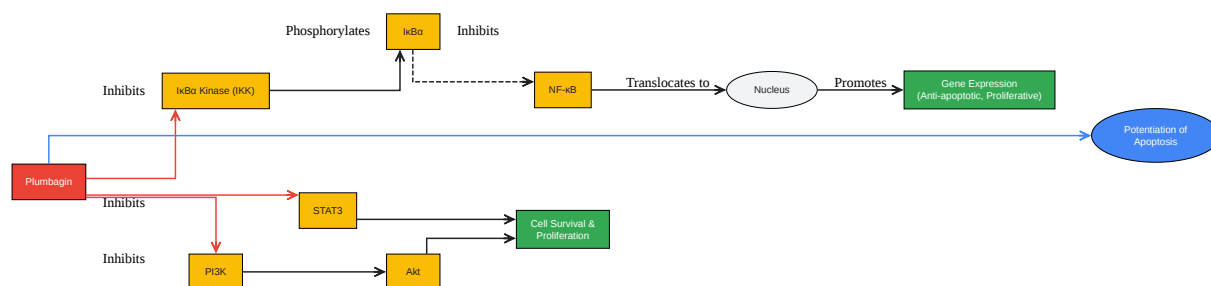 Phosphorylates
IκBα
Inhibits
Inhibits
IκBα Kinase (IKK)
NF-κB
Translocates to
Nucleus
Promotes
Gene Expression
(Anti-apoptotic, Proliferative)
Potentiation of
Apoptosis
Plumbagin
Inhibits
STAT3
Cell Survival &
Proliferation
Inhibits
PI3K
Akt